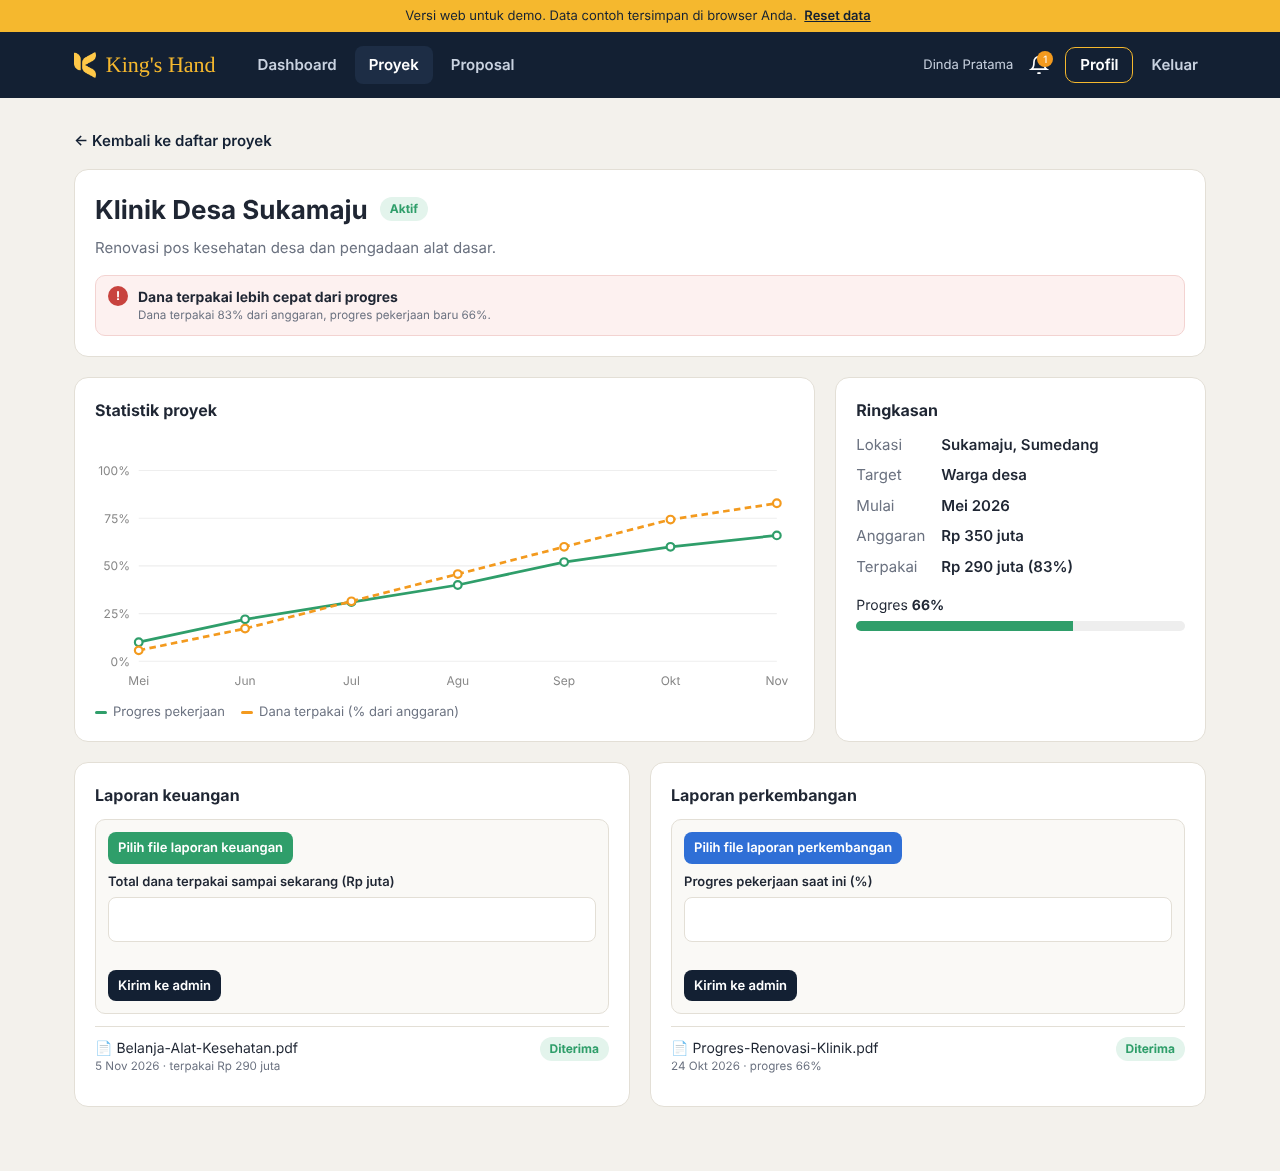 Versi web untuk demo. Data contoh tersimpan di browser Anda. Reset data
King's Hand
Dashboard
Proyek
Proposal
Dinda Pratama
1
Profil
Keluar
← Kembali ke daftar proyek
Klinik Desa Sukamaju
Aktif
Renovasi pos kesehatan desa dan pengadaan alat dasar.
!
Dana terpakai lebih cepat dari progres
Dana terpakai 83% dari anggaran, progres pekerjaan baru 66%.
Statistik proyek
100%
75%
50%
25%
0%
Mei
Jun
Jul
Agu
Sep
Okt
Nov
Progres pekerjaan
Dana terpakai (% dari anggaran)
Ringkasan
Lokasi Sukamaju, Sumedang
Target Warga desa
Mulai Mei 2026
Anggaran Rp 350 juta
Terpakai Rp 290 juta (83%)
Progres 66%
Laporan keuangan
Pilih file laporan keuangan
Total dana terpakai sampai sekarang (Rp juta)
Kirim ke admin
Belanja-Alat-Kesehatan.pdf
Diterima
5 Nov 2026 · terpakai Rp 290 juta
Laporan perkembangan
Pilih file laporan perkembangan
Progres pekerjaan saat ini (%)
Kirim ke admin
Progres-Renovasi-Klinik.pdf
Diterima
24 Okt 2026 · progres 66%